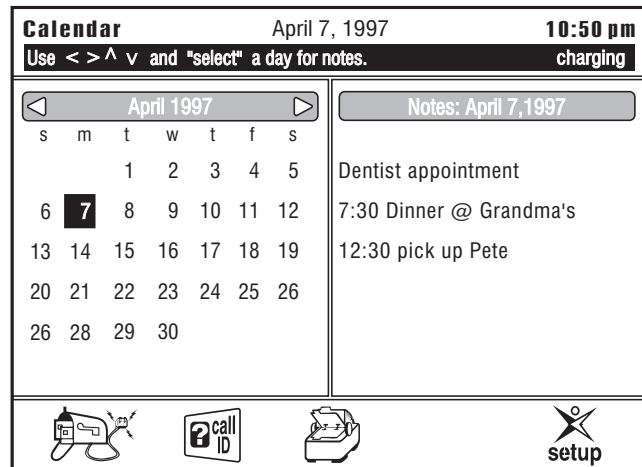 Calendar April 7, 1997 10:50 pm
Use < > ^ v and "select" a day for notes. charging
April 1997
s m t w t f s
1 2 3 4 5
6 7 8 9 10 11 12
13 14 15 16 17 18 19
20 21 22 23 24 25 26
26 28 29 30
Notes: April 7,1997
Dentist appointment
7:30 Dinner @ Grandma's
12:30 pick up Pete
? call
ID
setup